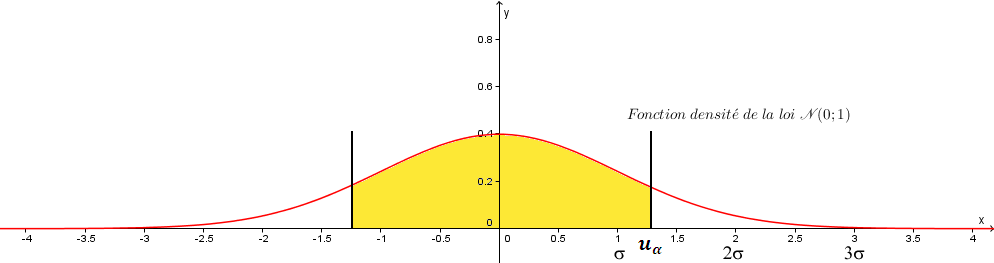 y
0.8
0.6
Fonction densité de la loi 𝒩(0;1)
0.4
0.2
0
-4 -3.5 -3 -2.5 -2 -1.5 -1 -0.5 0 0.5 1 1.5 2 2.5 3 3.5 4 x
σ uα 2σ 3σ